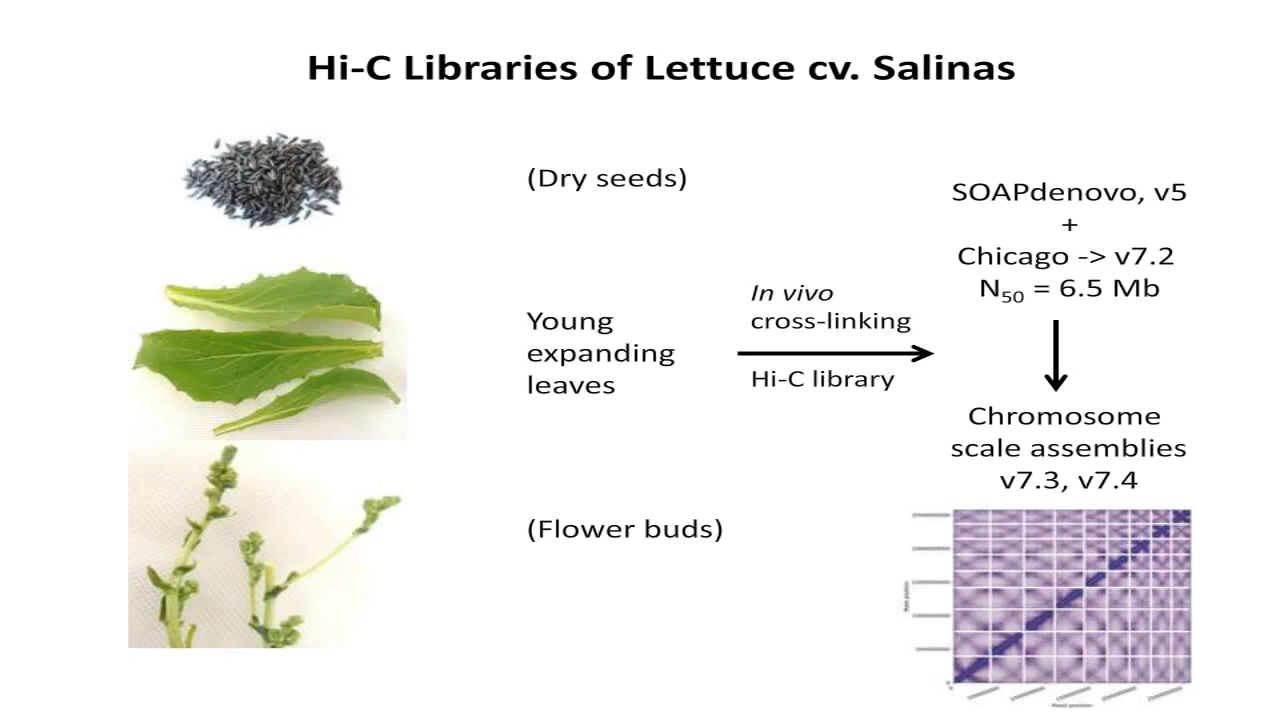 Hi-C Libraries of Lettuce cv. Salinas
(Dry seeds)
Young
expanding
leaves
(Flower buds)
In vivo
cross-linking
Hi-C library
SOAPdenovo, v5
+
Chicago -> v7.2
N50 = 6.5 Mb
Chromosome
scale assemblies
v7.3, v7.4